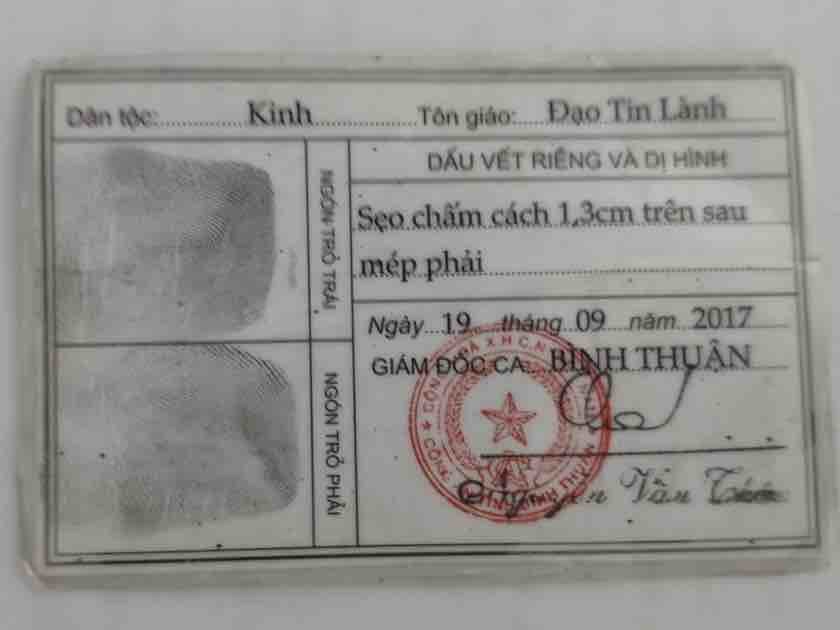 Dân tộc: Kinh Tôn giáo: Đạo Tin Lành
NGÓN TRỎ TRÁI
DẤU VẾT RIÊNG VÀ DỊ HÌNH
Sẹo chấm cách 1,3cm trên sau
mép phải
Ngày 19 tháng 09 năm 2017
GIÁM ĐỐC CA. BÌNH THUẬN
NGÓN TRỎ PHẢI
Văn